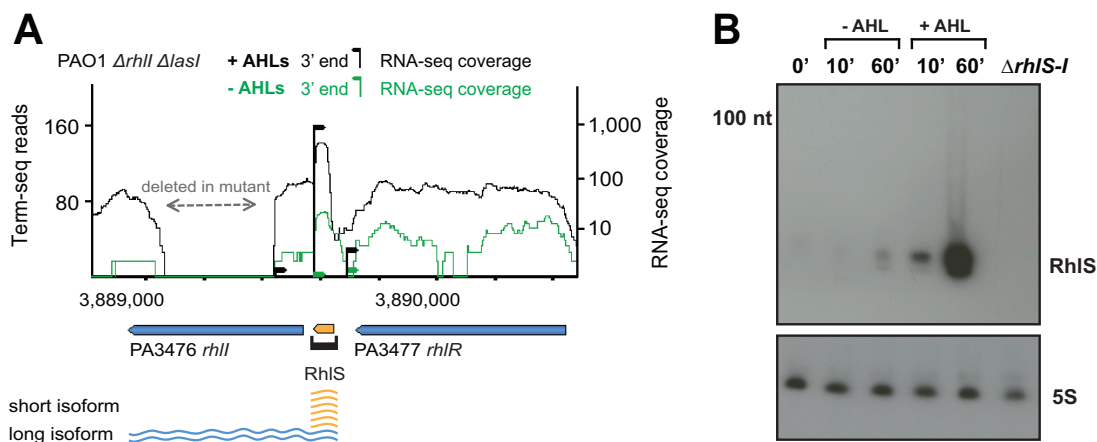 A
PAO1 ΔrhlI ΔlasI
+ AHLs 3' end RNA-seq coverage
- AHLs 3' end RNA-seq coverage
Term-seq reads
160
80
deleted in mutant
1,000
100
10
RNA-seq coverage
3,889,000 3,890,000
PA3476 rhlI PA3477 rhlR
RhlS
short isoform
long isoform
B
- AHL + AHL
0' 10' 60' 10' 60' ΔrhlS-I
100 nt
RhlS
5S